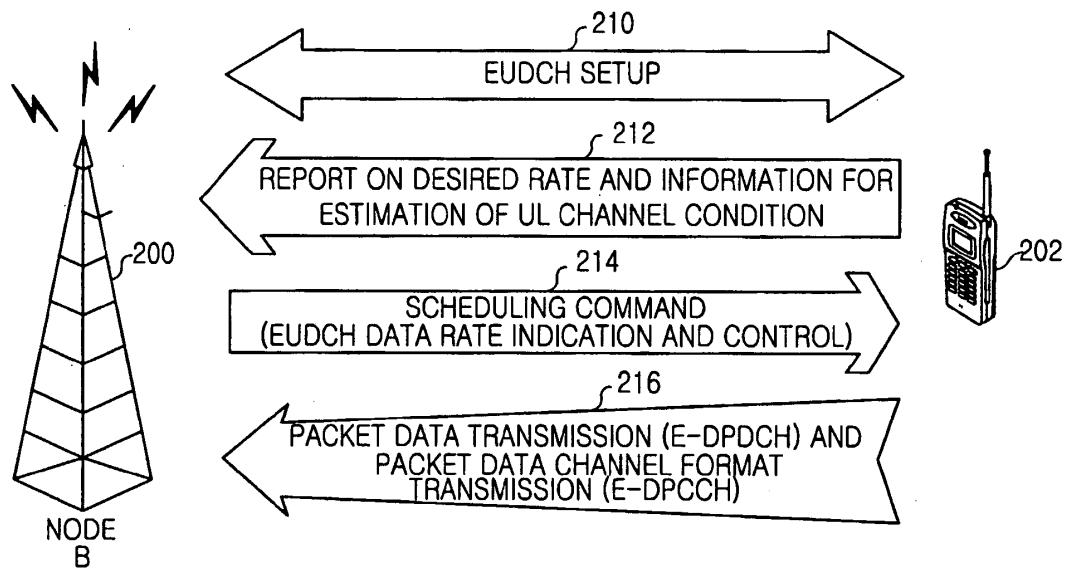 210
EUDCH SETUP
212
REPORT ON DESIRED RATE AND INFORMATION FOR
ESTIMATION OF UL CHANNEL CONDITION
200
202
214
SCHEDULING COMMAND
(EUDCH DATA RATE INDICATION AND CONTROL)
216
PACKET DATA TRANSMISSION (E-DPDCH) AND
PACKET DATA CHANNEL FORMAT
TRANSMISSION (E-DPCCH)
NODE
B